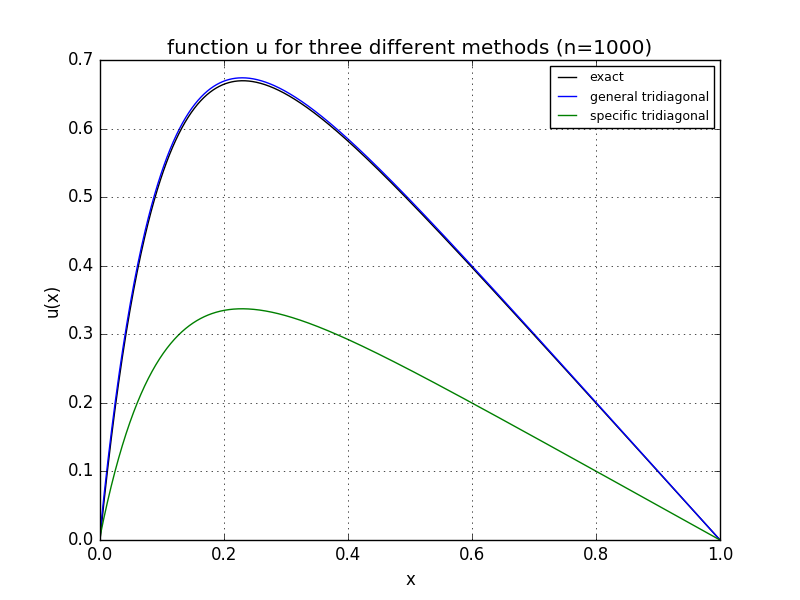 function u for three different methods (n=1000)
0.7
exact
general tridiagonal
specific tridiagonal
0.6
0.5
0.4
u(x)
0.3
0.2
0.1
0.0
0.0 0.2 0.4 0.6 0.8 1.0
x